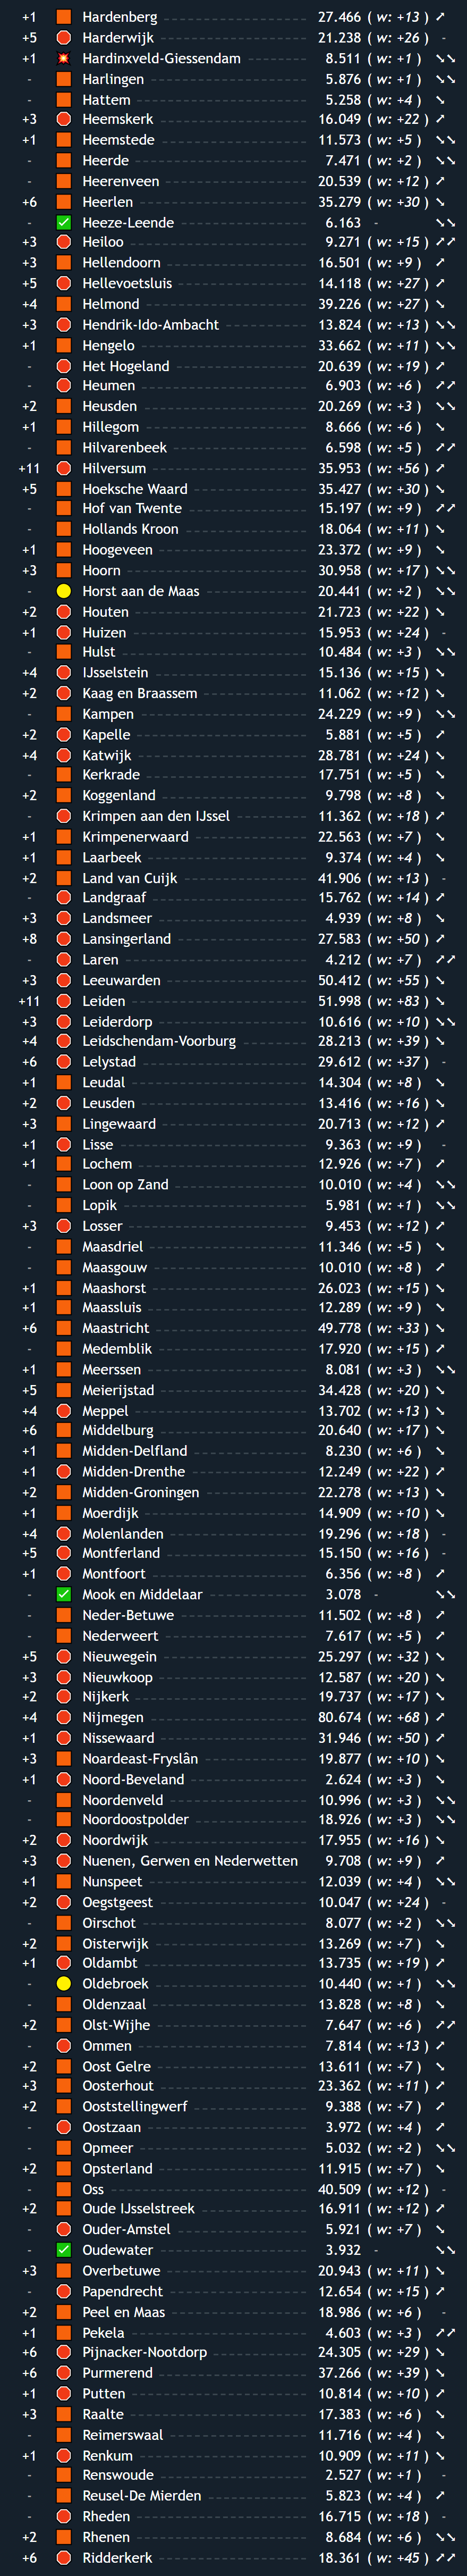 +1 Hardenberg 27.466 ( w: +13 ) ↗
+5 Harderwijk 21.238 ( w: +26 ) -
+1 Hardinxveld-Giessendam 8.511 ( w: +1 ) ↘↘
- Harlingen 5.876 ( w: +1 ) ↘↘
- Hattem 5.258 ( w: +4 ) ↘
+3 Heemskerk 16.049 ( w: +22 ) ↗
+1 Heemstede 11.573 ( w: +5 ) ↘↘
- Heerde 7.471 ( w: +2 ) ↘↘
- Heerenveen 20.539 ( w: +12 ) ↗
+6 Heerlen 35.279 ( w: +30 ) ↘
- Heeze-Leende 6.163 - ↘↘
+3 Heiloo 9.271 ( w: +15 ) ↗↗
+3 Hellendoorn 16.501 ( w: +9 ) ↗
+5 Hellevoetsluis 14.118 ( w: +27 ) ↗
+4 Helmond 39.226 ( w: +27 ) ↘
+3 Hendrik-Ido-Ambacht 13.824 ( w: +13 ) ↘↘
+1 Hengelo 33.662 ( w: +11 ) ↘↘
- Het Hogeland 20.639 ( w: +19 ) ↗
- Heumen 6.903 ( w: +6 ) ↗↗
+2 Heusden 20.269 ( w: +3 ) ↘↘
+1 Hillegom 8.666 ( w: +6 ) ↘
- Hilvarenbeek 6.598 ( w: +5 ) ↗↗
+11 Hilversum 35.953 ( w: +56 ) ↗
+5 Hoeksche Waard 35.427 ( w: +30 ) ↘
- Hof van Twente 15.197 ( w: +9 ) ↗↗
- Hollands Kroon 18.064 ( w: +11 ) ↘
+1 Hoogeveen 23.372 ( w: +9 ) ↘
+3 Hoorn 30.958 ( w: +17 ) ↘↘
- Horst aan de Maas 20.441 ( w: +2 ) ↘↘
+2 Houten 21.723 ( w: +22 ) ↘
+1 Huizen 15.953 ( w: +24 ) -
- Hulst 10.484 ( w: +3 ) ↘↘
+4 IJsselstein 15.136 ( w: +15 ) ↘
+2 Kaag en Braassem 11.062 ( w: +12 ) ↘
- Kampen 24.229 ( w: +9 ) ↘↘
+2 Kapelle 5.881 ( w: +5 ) ↗
+4 Katwijk 28.781 ( w: +24 ) ↘
- Kerkrade 17.751 ( w: +5 ) ↘
+2 Koggenland 9.798 ( w: +8 ) ↘
- Krimpen aan den IJssel 11.362 ( w: +18 ) ↗
+1 Krimpenerwaard 22.563 ( w: +7 ) ↘
+1 Laarbeek 9.374 ( w: +4 ) ↘
+2 Land van Cuijk 41.906 ( w: +13 ) -
- Landgraaf 15.762 ( w: +14 ) ↗
+3 Landsmeer 4.939 ( w: +8 ) ↘
+8 Lansingerland 27.583 ( w: +50 ) ↗
- Laren 4.212 ( w: +7 ) ↗↗
+3 Leeuwarden 50.412 ( w: +55 ) ↘
+11 Leiden 51.998 ( w: +83 ) ↘
+3 Leiderdorp 10.616 ( w: +10 ) ↘↘
+4 Leidschendam-Voorburg 28.213 ( w: +39 ) ↘
+6 Lelystad 29.612 ( w: +37 ) -
+1 Leudal 14.304 ( w: +8 ) ↘
+2 Leusden 13.416 ( w: +16 ) ↘
+3 Lingewaard 20.713 ( w: +12 ) ↗
+1 Lisse 9.363 ( w: +9 ) -
+1 Lochem 12.926 ( w: +7 ) ↗
- Loon op Zand 10.010 ( w: +4 ) ↘↘
- Lopik 5.981 ( w: +1 ) ↘↘
+3 Losser 9.453 ( w: +12 ) ↗
- Maasdriel 11.346 ( w: +5 ) ↘
- Maasgouw 10.010 ( w: +8 ) ↗
+1 Maashorst 26.023 ( w: +15 ) ↘
+1 Maassluis 12.289 ( w: +9 ) ↘
+6 Maastricht 49.778 ( w: +33 ) ↘
- Medemblik 17.920 ( w: +15 ) ↗
+1 Meerssen 8.081 ( w: +3 ) ↘↘
+5 Meierijstad 34.428 ( w: +20 ) ↘
+4 Meppel 13.702 ( w: +13 ) ↘
+6 Middelburg 20.640 ( w: +17 ) ↘
+1 Midden-Delfland 8.230 ( w: +6 ) ↘
+1 Midden-Drenthe 12.249 ( w: +22 ) ↗
+2 Midden-Groningen 22.278 ( w: +13 ) ↘
+1 Moerdijk 14.909 ( w: +10 ) ↘
+4 Molenlanden 19.296 ( w: +18 ) -
+5 Montferland 15.150 ( w: +16 ) -
+1 Montfoort 6.356 ( w: +8 ) ↗
- Mook en Middelaar 3.078 - ↘↘
- Neder-Betuwe 11.502 ( w: +8 ) ↗
- Nederweert 7.617 ( w: +5 ) ↗
+5 Nieuwegein 25.297 ( w: +32 ) ↘
+3 Nieuwkoop 12.587 ( w: +20 ) ↘
+2 Nijkerk 19.737 ( w: +17 ) ↘
+4 Nijmegen 80.674 ( w: +68 ) ↗
+1 Nissewaard 31.946 ( w: +50 ) ↗
+3 Noardeast-Fryslân 19.877 ( w: +10 ) ↘
+1 Noord-Beveland 2.624 ( w: +3 ) ↘
- Noordenveld 10.996 ( w: +3 ) ↘↘
- Noordoostpolder 18.926 ( w: +3 ) ↘↘
+2 Noordwijk 17.955 ( w: +16 ) ↘
+3 Nuenen, Gerwen en Nederwetten 9.708 ( w: +9 ) ↗
+1 Nunspeet 12.039 ( w: +4 ) ↘↘
+2 Oegstgeest 10.047 ( w: +24 ) -
- Oirschot 8.077 ( w: +2 ) ↘↘
+2 Oisterwijk 13.269 ( w: +7 ) ↘
+1 Oldambt 13.735 ( w: +19 ) ↗
- Oldebroek 10.440 ( w: +1 ) ↘↘
- Oldenzaal 13.828 ( w: +8 ) ↘
+2 Olst-Wijhe 7.647 ( w: +6 ) ↗↗
- Ommen 7.814 ( w: +13 ) ↗
+2 Oost Gelre 13.611 ( w: +7 ) ↘
+3 Oosterhout 23.362 ( w: +11 ) ↗
+2 Ooststellingwerf 9.388 ( w: +7 ) ↗
- Oostzaan 3.972 ( w: +4 ) ↗
- Opmeer 5.032 ( w: +2 ) ↘↘
+2 Opsterland 11.915 ( w: +7 ) ↘
- Oss 40.509 ( w: +12 ) -
+2 Oude IJsselstreek 16.911 ( w: +12 ) ↗
- Ouder-Amstel 5.921 ( w: +7 ) ↘
- Oudewater 3.932 - ↘↘
+3 Overbetuwe 20.943 ( w: +11 ) ↘
- Papendrecht 12.654 ( w: +15 ) ↗
+2 Peel en Maas 18.986 ( w: +6 ) -
+1 Pekela 4.603 ( w: +3 ) ↗↗
+6 Pijnacker-Nootdorp 24.305 ( w: +29 ) ↘
+6 Purmerend 37.266 ( w: +39 ) ↘
+1 Putten 10.814 ( w: +10 ) ↗
+3 Raalte 17.383 ( w: +6 ) ↘
- Reimerswaal 11.716 ( w: +4 ) ↘
+1 Renkum 10.909 ( w: +11 ) ↘
- Renswoude 2.527 ( w: +1 ) -
- Reusel-De Mierden 5.823 ( w: +4 ) ↗
- Rheden 16.715 ( w: +18 ) -
+2 Rhenen 8.684 ( w: +6 ) ↘↘
+6 Ridderkerk 18.361 ( w: +45 ) ↗↗